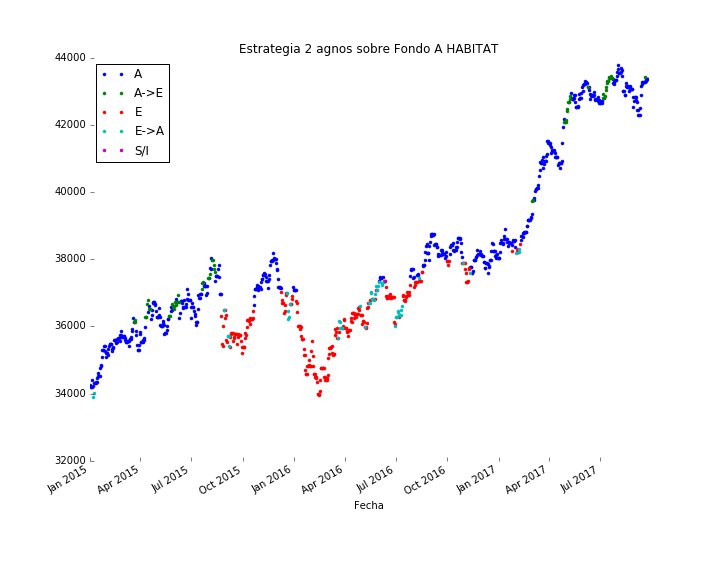 Estrategia 2 agnos sobre Fondo A HABITAT
44000
42000
40000
38000
36000
34000
32000
A
A->E
E
E->A
S/I
Jan 2015
Apr 2015
Jul 2015
Oct 2015
Jan 2016
Apr 2016
Jul 2016
Oct 2016
Jan 2017
Apr 2017
Jul 2017
Fecha